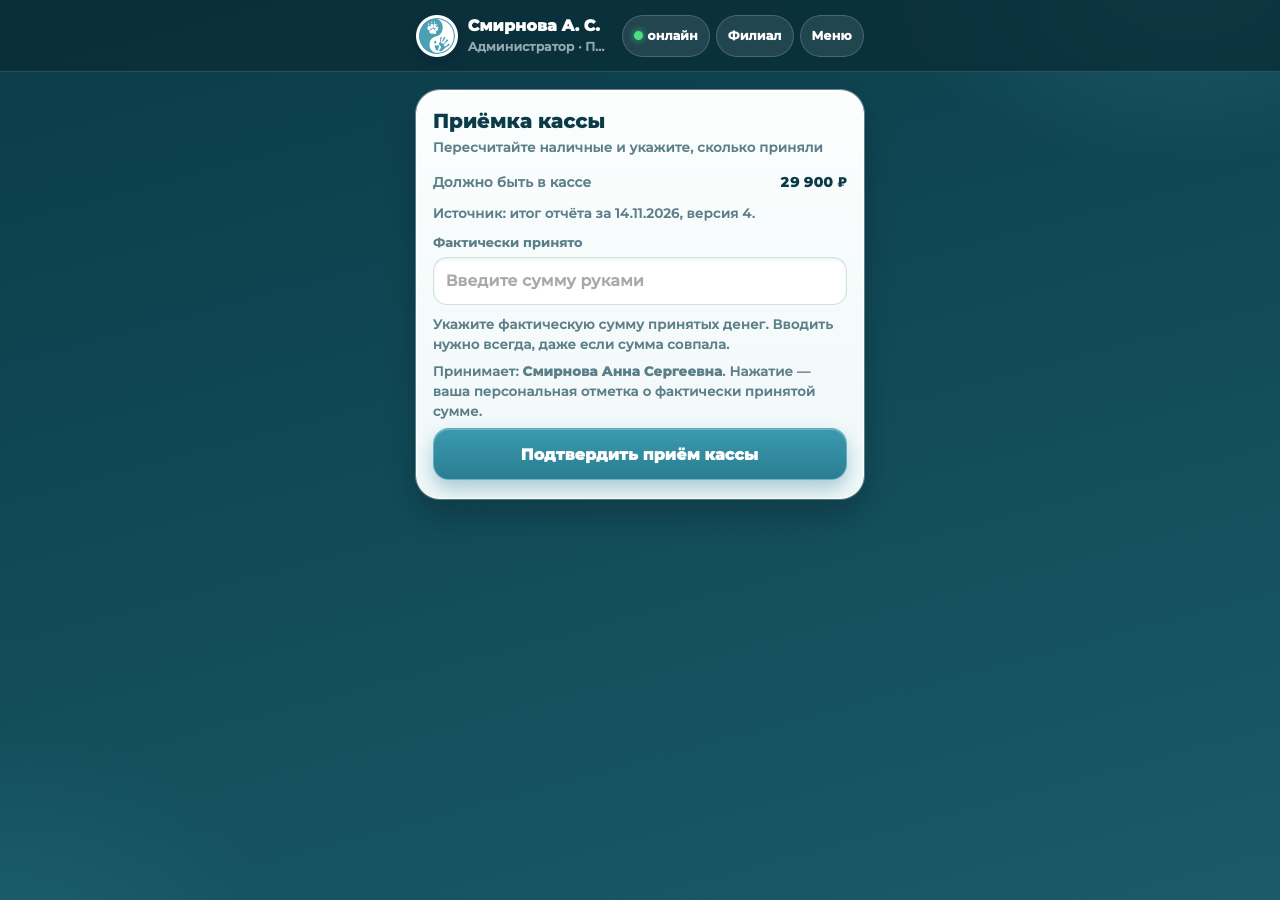 Смирнова А. С.
Администратор · П...
онлайн
Филиал
Меню
Приёмка кассы
Пересчитайте наличные и укажите, сколько приняли
Должно быть в кассе 29 900 ₽
Источник: итог отчёта за 14.11.2026, версия 4.
Фактически принято
Введите сумму руками
Укажите фактическую сумму принятых денег. Вводить
нужно всегда, даже если сумма совпала.
Принимает: Смирнова Анна Сергеевна. Нажатие —
ваша персональная отметка о фактически принятой
сумме.
Подтвердить приём кассы